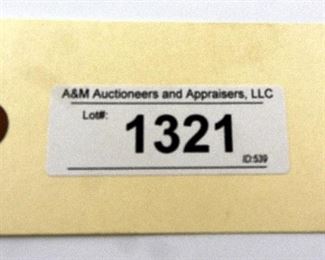 A&M Auctioneers and Appraisers, LLC
Lot#:
1321
ID:539